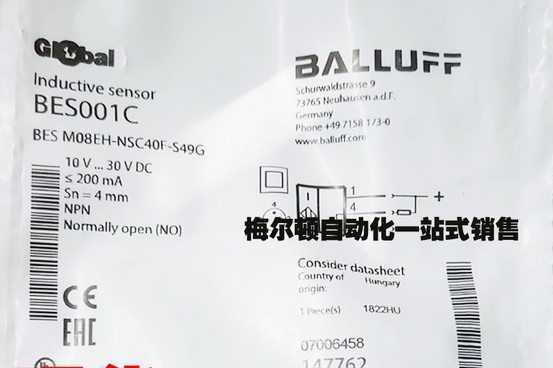 Global
Inductive sensor
BES001C
BES M08EH-NSC40F-S49G
10 V ... 30 V DC
≤ 200 mA
Sn = 4 mm
NPN
Normally open (NO)
CE
EAC
BALLUFF
Schurwaldstrasse 9
73765 Neuhausen a.d.F.
Germany
Phone +49 7158 173-0
www.balluff.com
1
4
+
4
梅尔顿自动化一站式销售
Consider datasheet
Country of origin: Hungary
1 Piece(s) 1822HU
07006458
147762